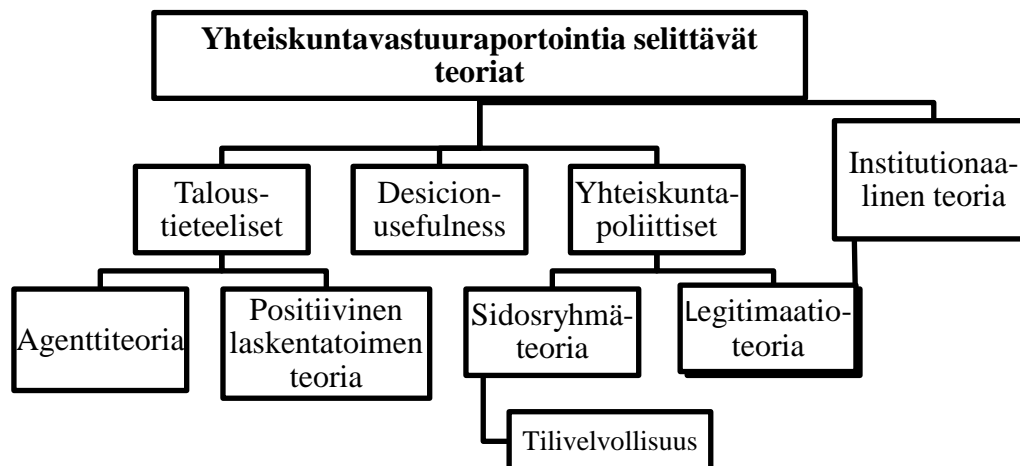 Yhteiskuntavastuuraportointia selittävät
teoriat
Talous-
tieteeliset
Desicion-
usefulness
Yhteiskunta-
poliittiset
Institutionaa-
linen teoria
Agenttiteoria
Positiivinen
laskentatoimen
teoria
Sidosryhmä-
teoria
Legitimaatio-
teoria
Tilivelvollisuus